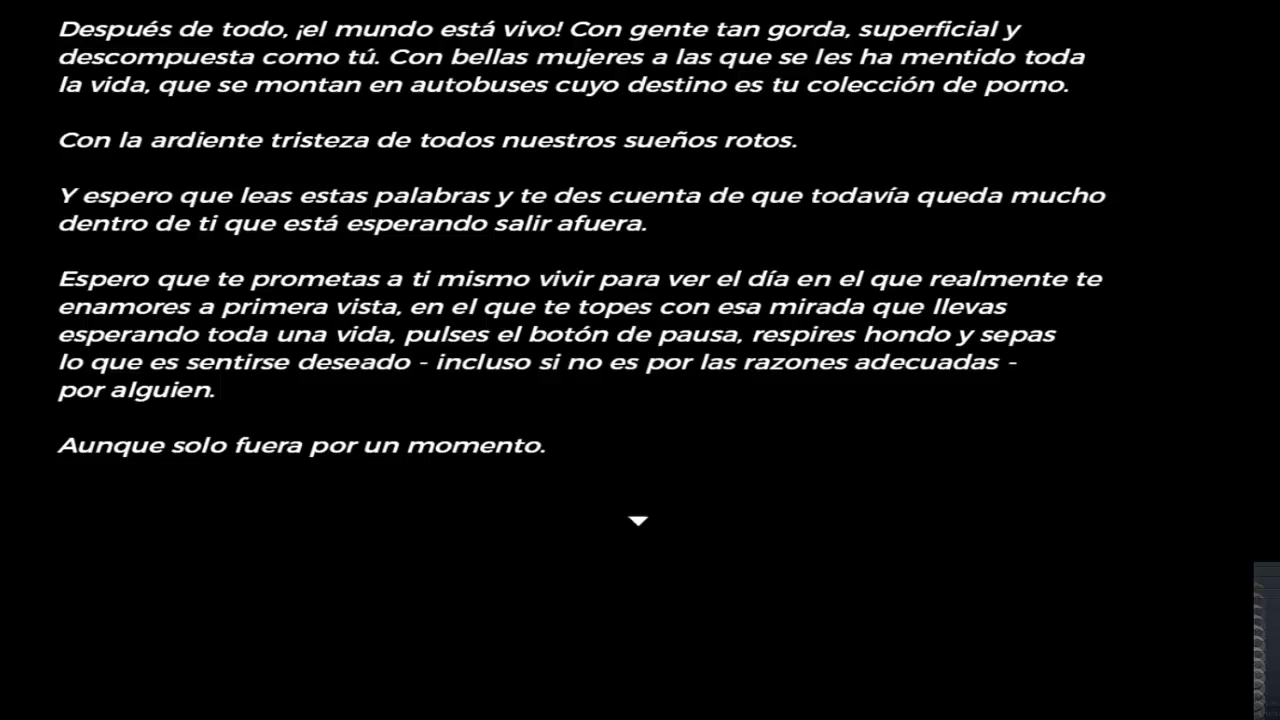 Después de todo, ¡el mundo está vivo! Con gente tan gorda, superficial y
descompuesta como tú. Con bellas mujeres a las que se les ha mentido toda
la vida, que se montan en autobuses cuyo destino es tu colección de porno.
Con la ardiente tristeza de todos nuestros sueños rotos.
Y espero que leas estas palabras y te des cuenta de que todavía queda mucho
dentro de ti que está esperando salir afuera.
Espero que te prometas a ti mismo vivir para ver el día en el que realmente te
enamores a primera vista, en el que te topes con esa mirada que llevas
esperando toda una vida, pulses el botón de pausa, respires hondo y sepas
lo que es sentirse deseado - incluso si no es por las razones adecuadas -
por alguien.
Aunque solo fuera por un momento.